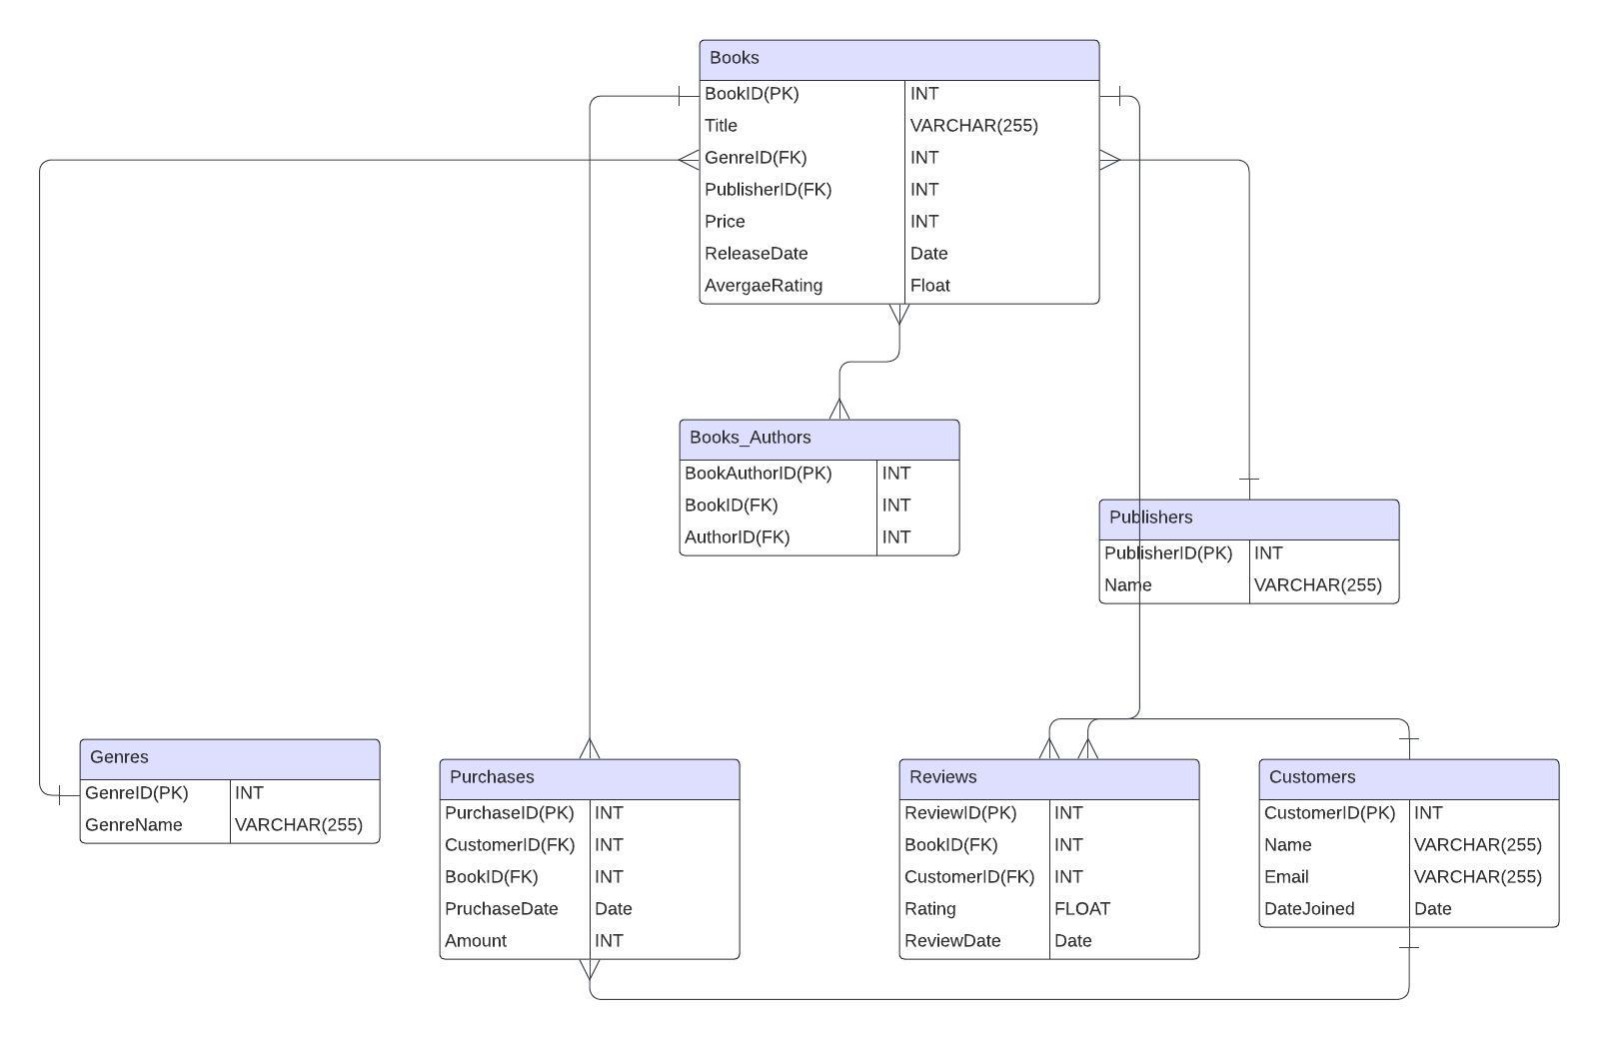 Books
BookID(PK) INT
Title VARCHAR(255)
GenreID(FK) INT
PublisherID(FK) INT
Price INT
ReleaseDate Date
AvergaeRating Float
Books_Authors
BookAuthorID(PK) INT
BookID(FK) INT
AuthorID(FK) INT
Publishers
PublisherID(PK) INT
Name VARCHAR(255)
Genres
GenreID(PK) INT
GenreName VARCHAR(255)
Purchases
PurchaseID(PK) INT
CustomerID(FK) INT
BookID(FK) INT
PruchaseDate Date
Amount INT
Reviews
ReviewID(PK) INT
BookID(FK) INT
CustomerID(FK) INT
Rating FLOAT
ReviewDate Date
Customers
CustomerID(PK) INT
Name VARCHAR(255)
Email VARCHAR(255)
DateJoined Date